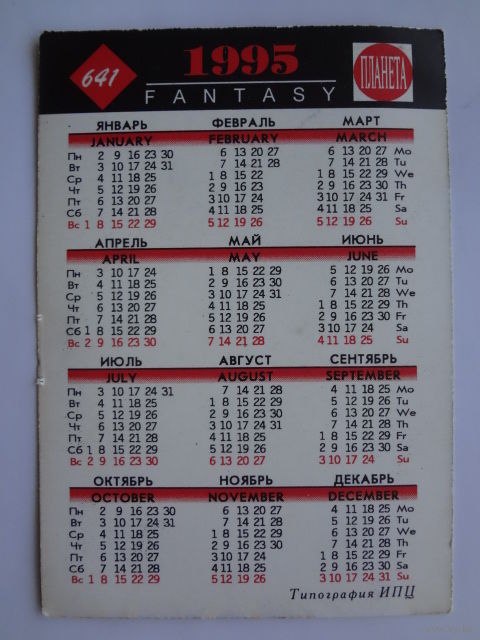 641
1995
FANTASY
ПЛАНЕТА
ЯНВАРЬ ФЕВРАЛЬ МАРТ
JANUARY FEBRUARY MARCH
Пн 2 9 16 23 30 6 13 20 27 6 13 20 27 Mo
Вт 3 10 17 24 31 7 14 21 28 7 14 21 28 Tu
Ср 4 11 18 25 1 8 15 22 1 8 15 22 29 We
Чт 5 12 19 26 2 9 16 23 2 9 16 23 30 Th
Пт 6 13 20 27 3 10 17 24 3 10 17 24 31 Fr
Сб 7 14 21 28 4 11 18 25 4 11 18 25 Sa
Вс 1 8 15 22 29 5 12 19 26 5 12 19 26 Su
АПРЕЛЬ МАЙ ИЮНЬ
APRIL MAY JUNE
Пн 3 10 17 24 1 8 15 22 29 5 12 19 26 Mo
Вт 4 11 18 25 2 9 16 23 30 6 13 20 27 Tu
Ср 5 12 19 26 3 10 17 24 31 7 14 21 28 We
Чт 6 13 20 27 4 11 18 25 1 8 15 22 29 Th
Пт 7 14 21 28 5 12 19 26 2 9 16 23 30 Fr
Сб 1 8 15 22 29 6 13 20 27 3 10 17 24 Sa
Вс 2 9 16 23 30 7 14 21 28 4 11 18 25 Su
ИЮЛЬ АВГУСТ СЕНТЯБРЬ
JULY AUGUST SEPTEMBER
Пн 3 10 17 24 31 7 14 21 28 4 11 18 25 Mo
Вт 4 11 18 25 1 8 15 22 29 5 12 19 26 Tu
Ср 5 12 19 26 2 9 16 23 30 6 13 20 27 We
Чт 6 13 20 27 3 10 17 24 31 7 14 21 28 Th
Пт 7 14 21 28 4 11 18 25 1 8 15 22 29 Fr
Сб 1 8 15 22 29 5 12 19 26 2 9 16 23 30 Sa
Вс 2 9 16 23 30 6 13 20 27 3 10 17 24 Su
ОКТЯБРЬ НОЯБРЬ ДЕКАБРЬ
OCTOBER NOVEMBER DECEMBER
Пн 2 9 16 23 30 6 13 20 27 4 11 18 25 Mo
Вт 3 10 17 24 31 7 14 21 28 5 12 19 26 Tu
Ср 4 11 18 25 1 8 15 22 29 6 13 20 27 We
Чт 5 12 19 26 2 9 16 23 30 7 14 21 28 Th
Пт 6 13 20 27 3 10 17 24 1 8 15 22 29 Fr
Сб 7 14 21 28 4 11 18 25 2 9 16 23 30 Sa
Вс 1 8 15 22 29 5 12 19 26 3 10 17 24 31 Su
Типография ИПЦ